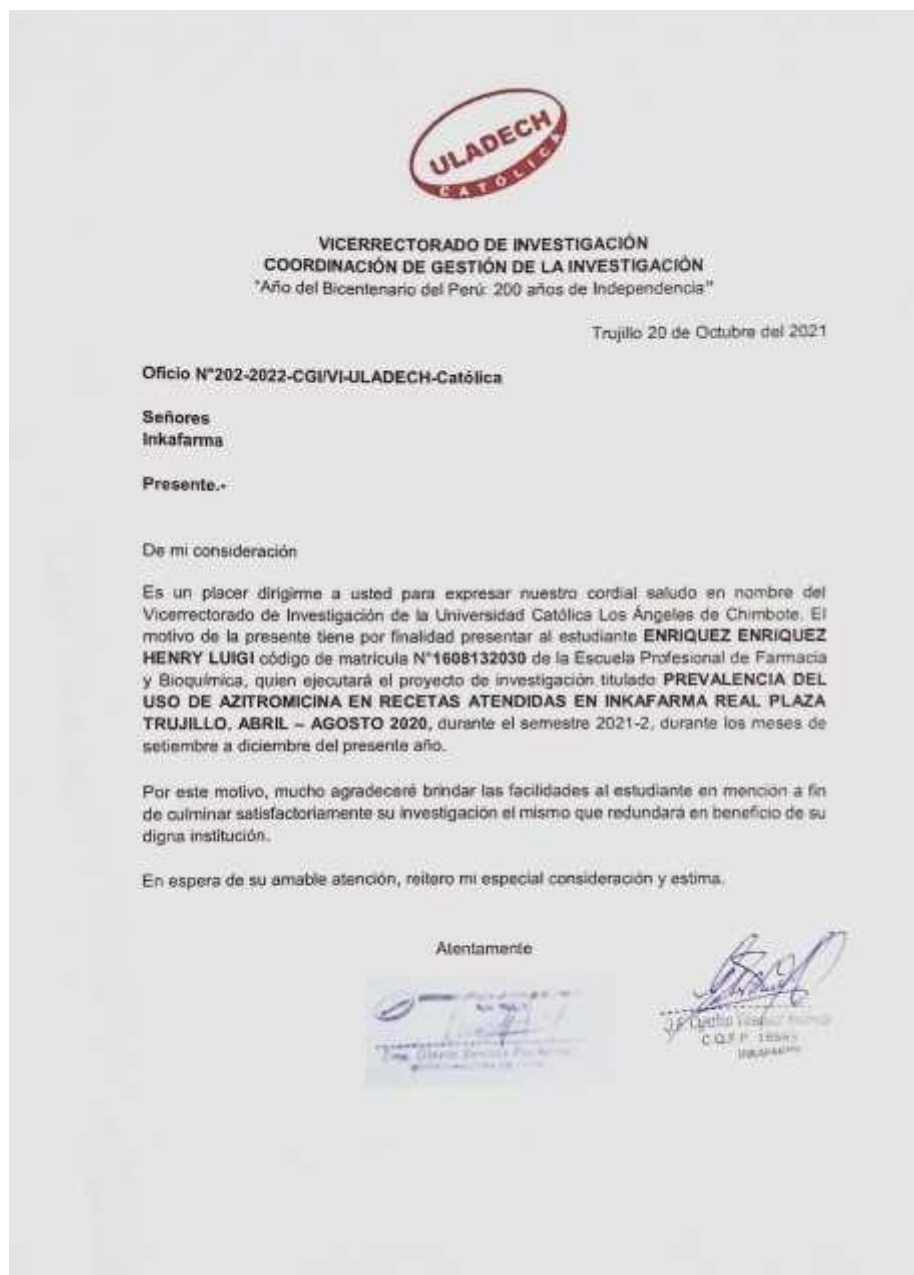 ULADECH
CATÓLICA
VICERRECTORADO DE INVESTIGACIÓN
COORDINACIÓN DE GESTIÓN DE LA INVESTIGACIÓN
"Año del Bicentenario del Perú: 200 años de Independencia"
Trujillo 20 de Octubre del 2021
Oficio N°202-2022-CGI/VI-ULADECH-Católica
Señores
Inkafarma
Presente.-
De mi consideración
Es un placer dirigirme a usted para expresar nuestro cordial saludo en nombre del
Vicerrectorado de Investigación de la Universidad Católica Los Ángeles de Chimbote. El
motivo de la presente tiene por finalidad presentar al estudiante ENRIQUEZ ENRIQUEZ
HENRY LUIGI código de matricula N°1608132030 de la Escuela Profesional de Farmacia
y Bioquímica, quien ejecutará el proyecto de investigación titulado PREVALENCIA DEL
USO DE AZITROMICINA EN RECETAS ATENDIDAS EN INKAFARMA REAL PLAZA
TRUJILLO, ABRIL – AGOSTO 2020, durante el semestre 2021-2, durante los meses de
setiembre a diciembre del presente año.
Por este motivo, mucho agradeceré brindar las facilidades al estudiante en mención a fin
de culminar satisfactoriamente su investigación el mismo que redundará en beneficio de su
digna institución.
En espera de su amable atención, reitero mi especial consideración y estima.
Atentamente
C.Q.F.P.
INKAFARMA